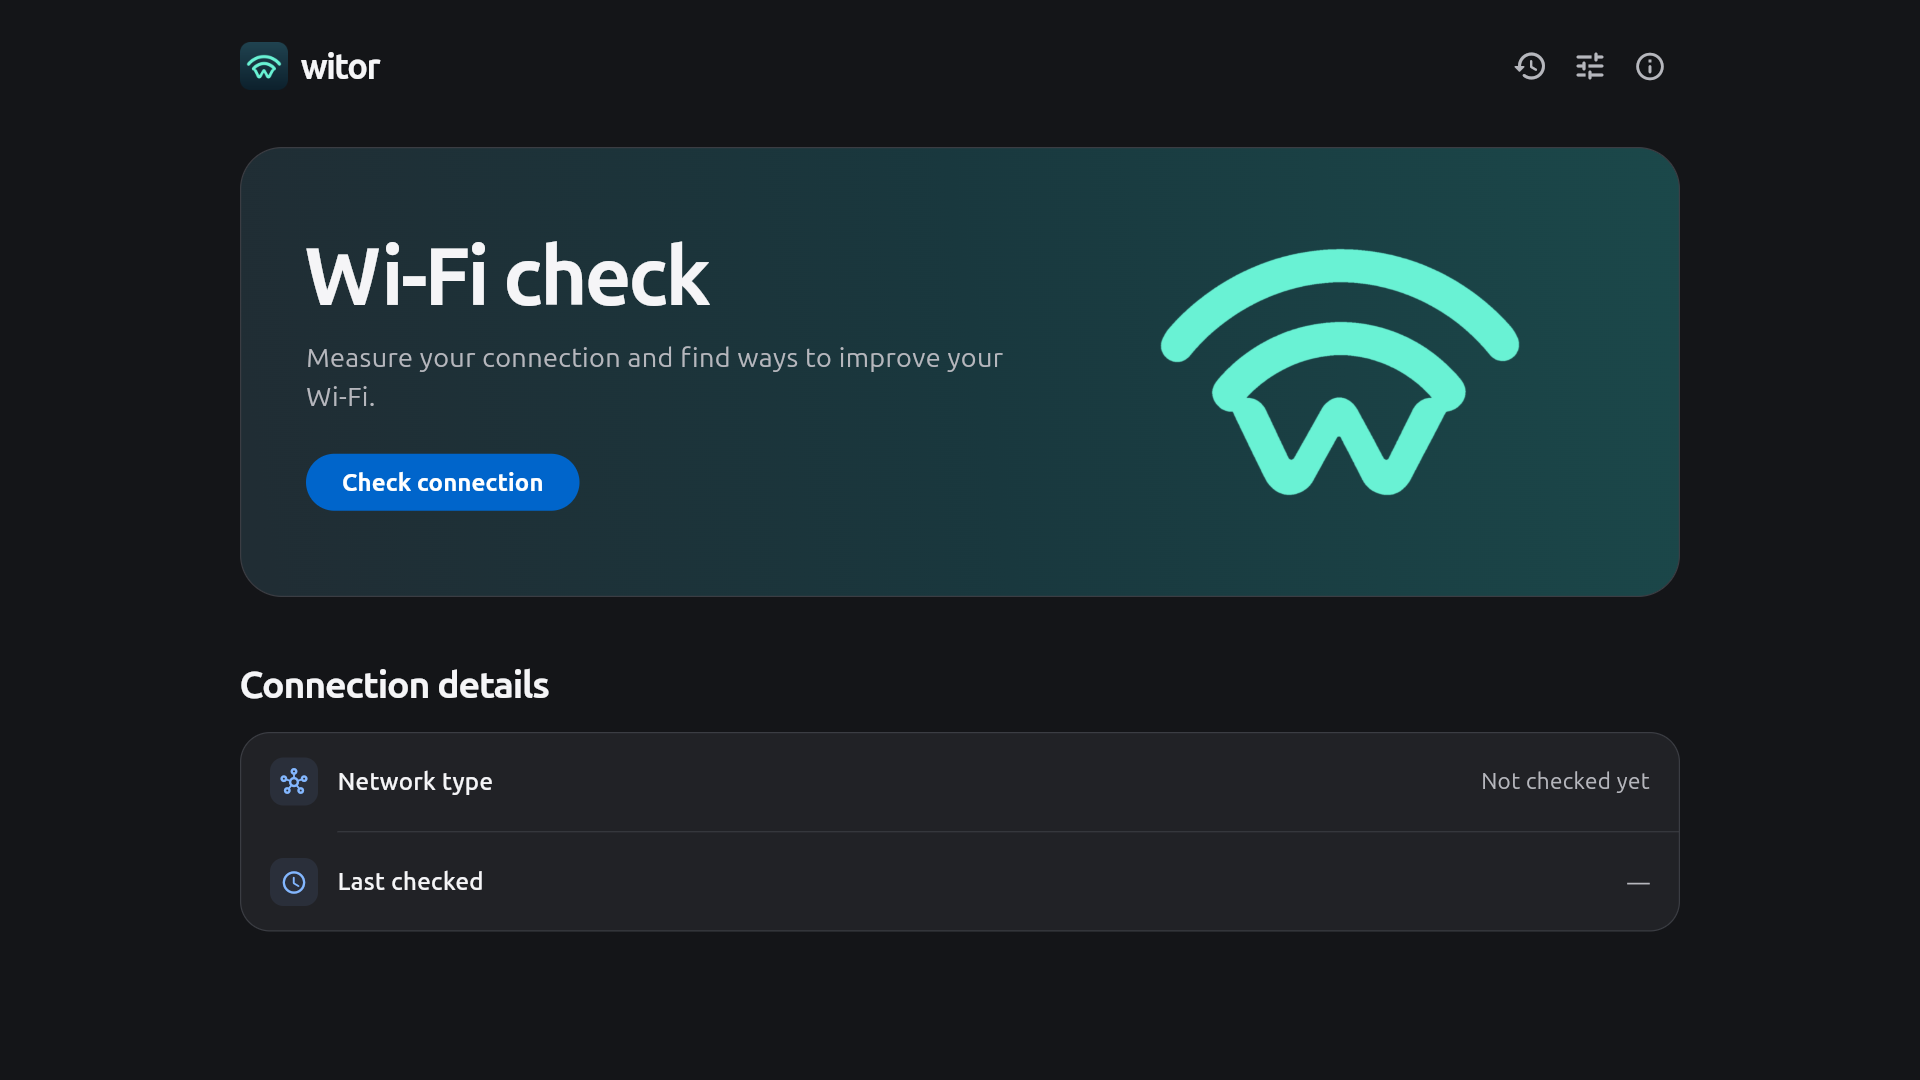 witor
Wi-Fi check
Measure your connection and find ways to improve your
Wi-Fi.
Check connection
Connection details
Network type
Not checked yet
Last checked
—